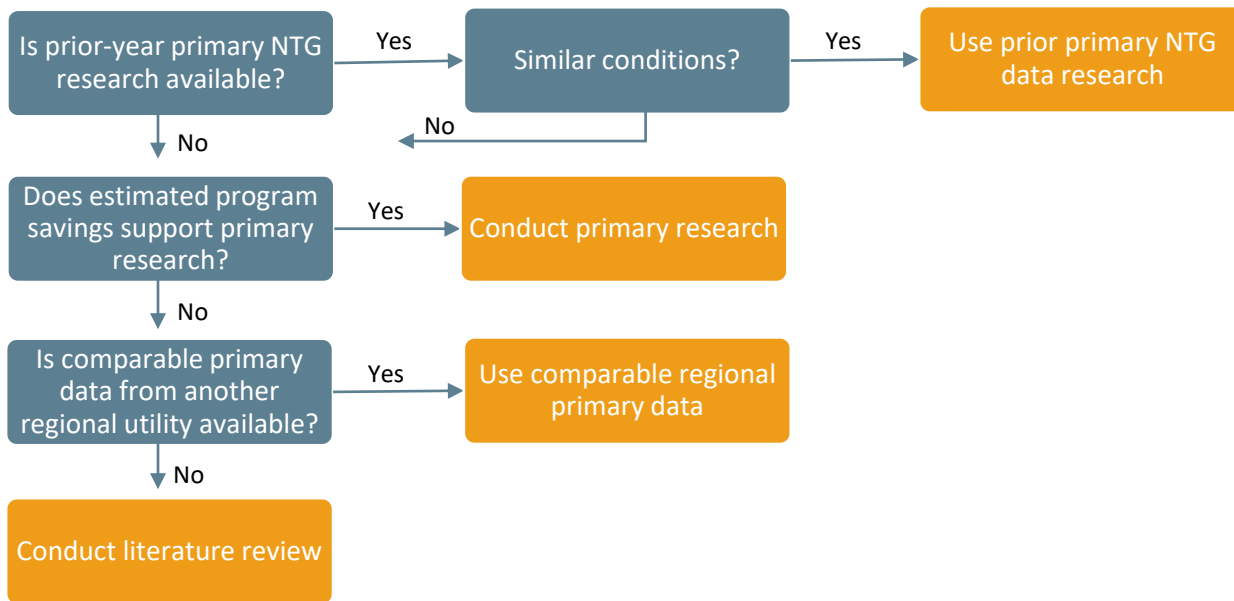 Is prior-year primary NTG
research available?
Yes
Similar conditions?
Yes
Use prior primary NTG
data research
No
No
Does estimated program
savings support primary
research?
Yes
Conduct primary research
No
Is comparable primary
data from another
regional utility available?
Yes
Use comparable regional
primary data
No
Conduct literature review